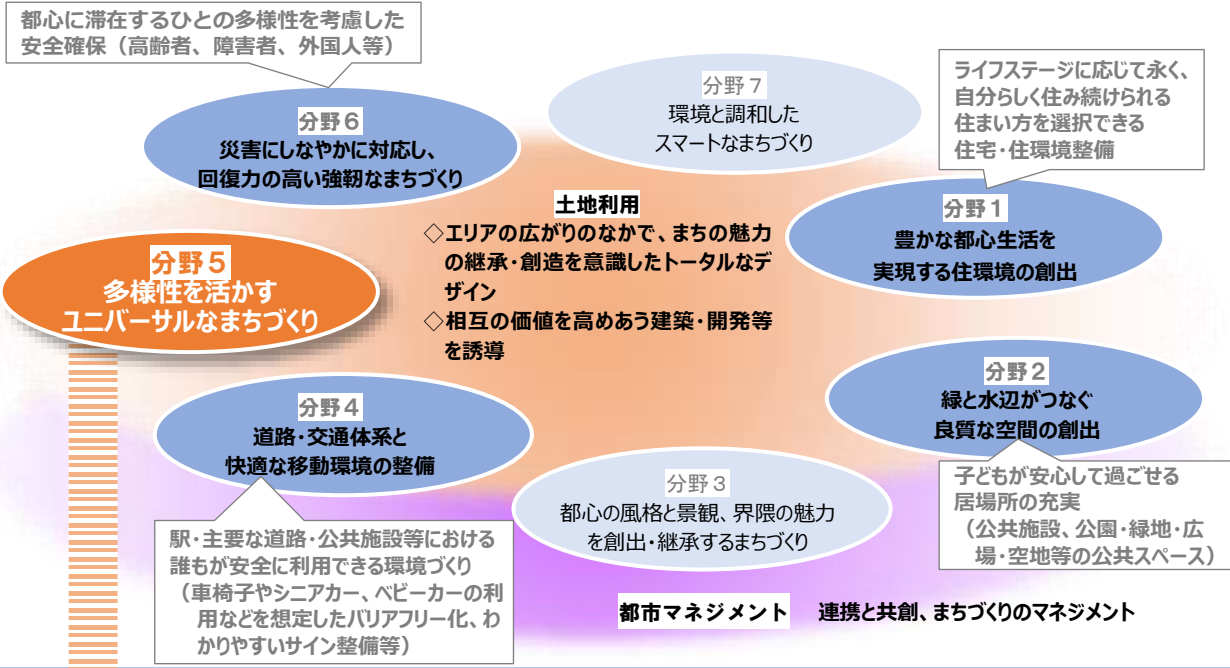 都心に滞在するひとの多様性を考慮した
安全確保（高齢者、障害者、外国人等）
分野６
災害にしなやかに対応し、
回復力の高い強靭なまちづくり
分野７
環境と調和した
スマートなまちづくり
ライフステージに応じて永く、
自分らしく住み続けられる
住まい方を選択できる
住宅・住環境整備
分野１
豊かな都心生活を
実現する住環境の創出
土地利用
◇エリアの広がりのなかで、まちの魅力
の継承・創造を意識したトータルなデ
ザイン
◇相互の価値を高めあう建築・開発等
を誘導
分野５
多様性を活かす
ユニバーサルなまちづくり
分野２
緑と水辺がつなぐ
良質な空間の創出
子どもが安心して過ごせる
居場所の充実
（公共施設、公園・緑地・広
場・空地等の公共スペース）
分野４
道路・交通体系と
快適な移動環境の整備
駅・主要な道路・公共施設等における
誰もが安全に利用できる環境づくり
（車椅子やシニアカー、ベビーカーの利
用などを想定したバリアフリー化、わ
かりやすいサイン整備等）
分野３
都心の風格と景観、界隈の魅力
を創出・継承するまちづくり
都市マネジメント　連携と共創、まちづくりのマネジメント